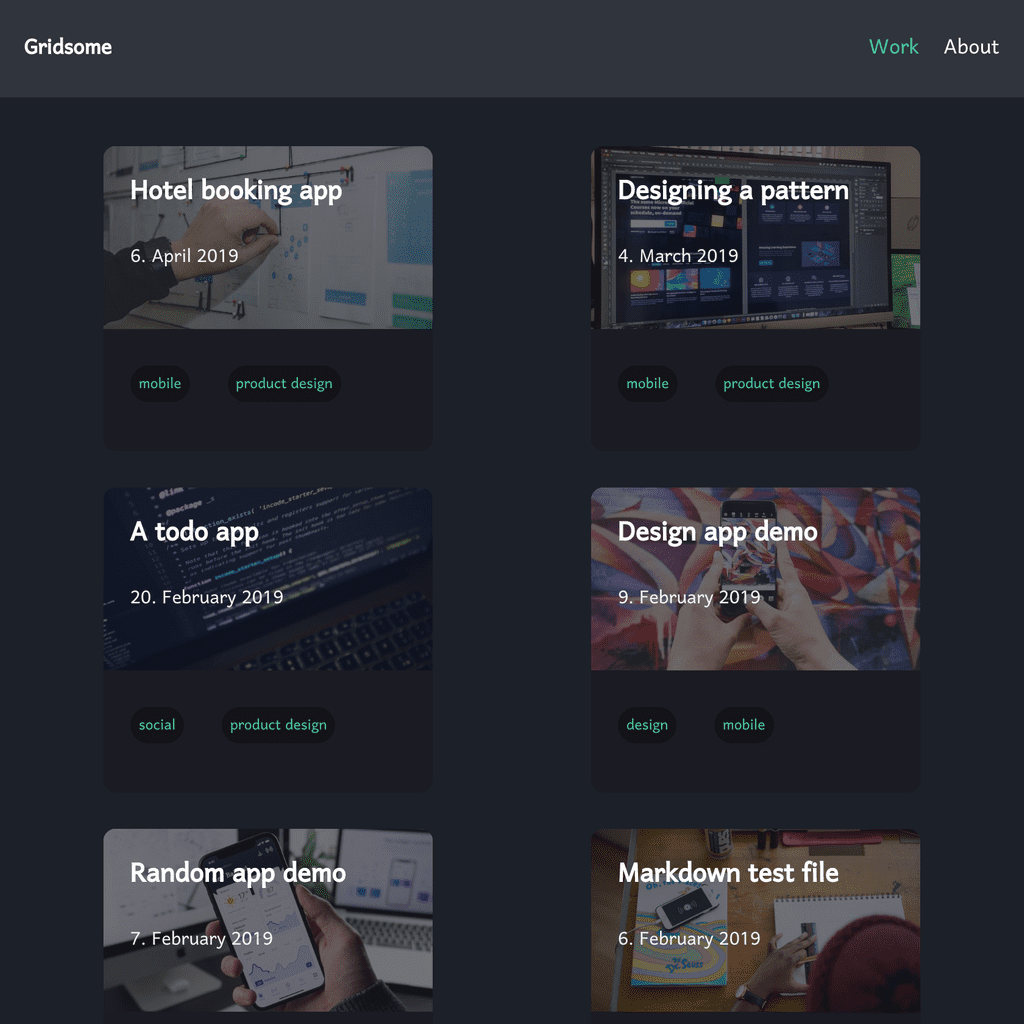 Gridsome
Work
About
Hotel booking app
6. April 2019
mobile
product design
Designing a pattern
4. March 2019
mobile
product design
A todo app
20. February 2019
social
product design
Design app demo
9. February 2019
design
mobile
Random app demo
7. February 2019
Markdown test file
6. February 2019